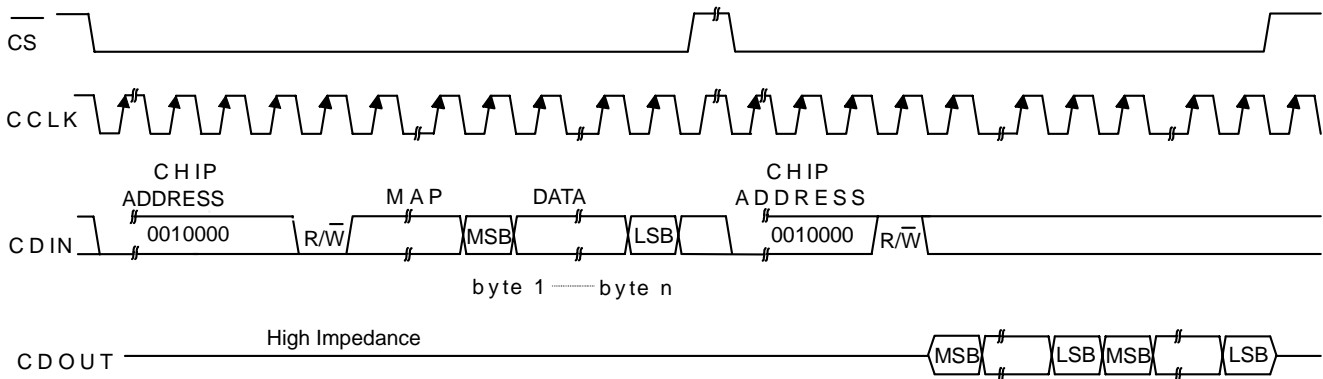 CS
CCLK
CHIP
ADDRESS
MAP
DATA
CHIP
ADDRESS
CDIN
0010000
R/W
MSB
LSB
0010000
R/W
byte 1 byte n
High Impedance
CDOUT
MSB
LSB
MSB
LSB